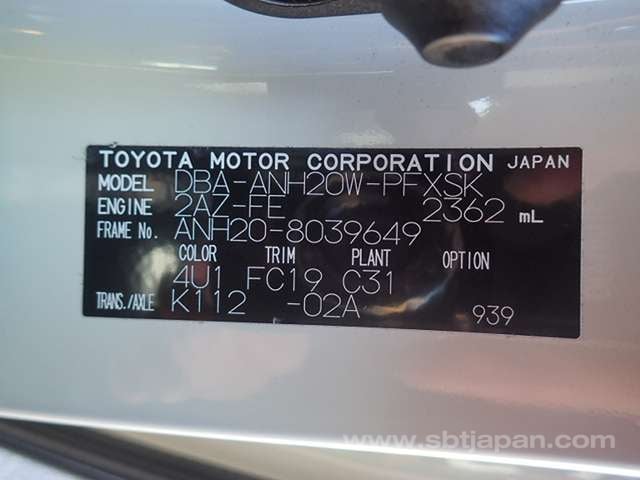 TOYOTA MOTOR CORPORATION JAPAN
MODEL DBA-ANH20W-PFXSK
ENGINE 2AZ-FE 2362 mL
FRAME No. ANH20-8039649
COLOR TRIM PLANT OPTION
4U1 FC19 C31
TRANS./AXLE K112 -02A 939
www.sbtjapan.com